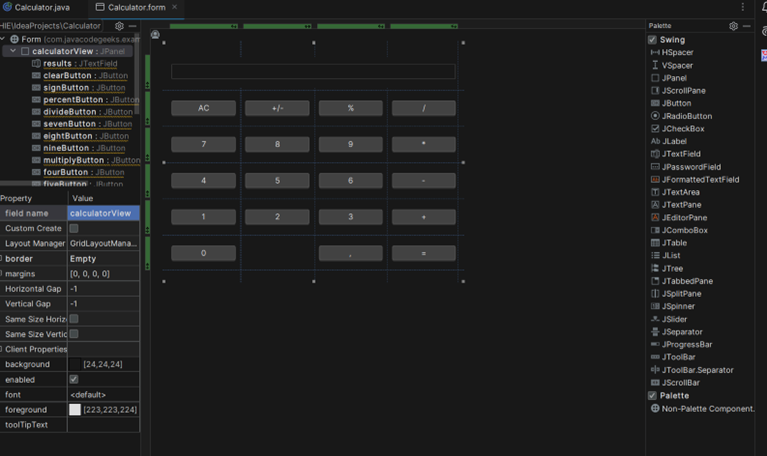 Calculator.java
Calculator.form
HIE\IdeaProjects\Calculator
Form (com.javacodegeeks.exam
calculatorView : JPanel
results : JTextField
clearButton : JButton
signButton : JButton
percentButton : JButton
divideButton : JButton
sevenButton : JButton
eightButton : JButton
nineButton : JButton
multiplyButton : JButton
fourButton : JButton
fiveButton : JButton
Property Value
field name calculatorView
Custom Create
Layout Manager GridLayoutMana...
border Empty
margins [0, 0, 0, 0]
Horizontal Gap -1
Vertical Gap -1
Same Size Horiz
Same Size Vertic
Client Properties
background [24,24,24]
enabled
font <default>
foreground [223,223,224]
toolTipText
AC +/- % /
7 8 9 *
4 5 6 -
1 2 3 +
0 , =
Palette
Swing
HSpacer
VSpacer
JPanel
JScrollPane
JButton
JRadioButton
JCheckBox
JLabel
JTextField
JPasswordField
JFormattedTextField
JTextArea
JTextPane
JEditorPane
JComboBox
JTable
JList
JTree
JTabbedPane
JSplitPane
JSpinner
JSlider
JSeparator
JProgressBar
JToolBar
JToolBar.Separator
JScrollBar
Palette
Non-Palette Component.